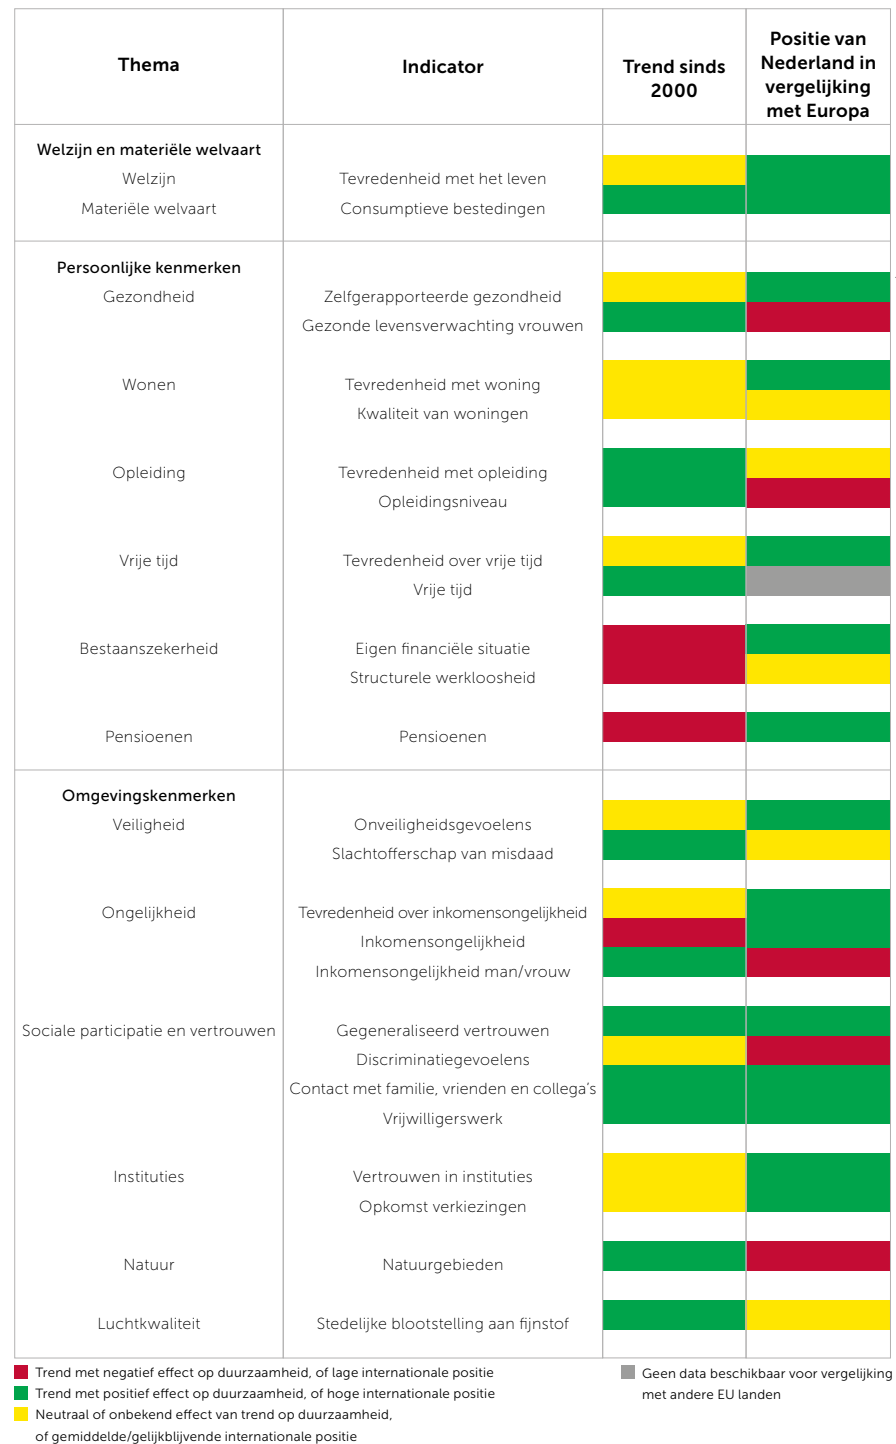 Thema
Indicator
Trend sinds
2000
Positie van
Nederland in
vergelijking
met Europa
Welzijn en materiële welvaart
Welzijn
Tevredenheid met het leven
Materiële welvaart
Consumptieve bestedingen
Persoonlijke kenmerken
Gezondheid
Zelfgerapporteerde gezondheid
Gezonde levensverwachting vrouwen
Wonen
Tevredenheid met woning
Kwaliteit van woningen
Opleiding
Tevredenheid met opleiding
Opleidingsniveau
Vrije tijd
Tevredenheid over vrije tijd
Vrije tijd
Bestaanszekerheid
Eigen financiële situatie
Structurele werkloosheid
Pensioenen
Pensioenen
Omgevingskenmerken
Veiligheid
Onveiligheidsgevoelens
Slachtofferschap van misdaad
Ongelijkheid
Tevredenheid over inkomensongelijkheid
Inkomensongelijkheid
Inkomensongelijkheid man/vrouw
Sociale participatie en vertrouwen
Gegeneraliseerd vertrouwen
Discriminatiegevoelens
Contact met familie, vrienden en collega's
Vrijwilligerswerk
Instituties
Vertrouwen in instituties
Opkomst verkiezingen
Natuur
Natuurgebieden
Luchtkwaliteit
Stedelijke blootstelling aan fijnstof
Trend met negatief effect op duurzaamheid, of lage internationale positie
Trend met positief effect op duurzaamheid, of hoge internationale positie
Neutraal of onbekend effect van trend op duurzaamheid,
of gemiddelde/gelijkblijvende internationale positie
Geen data beschikbaar voor vergelijking
met andere EU landen